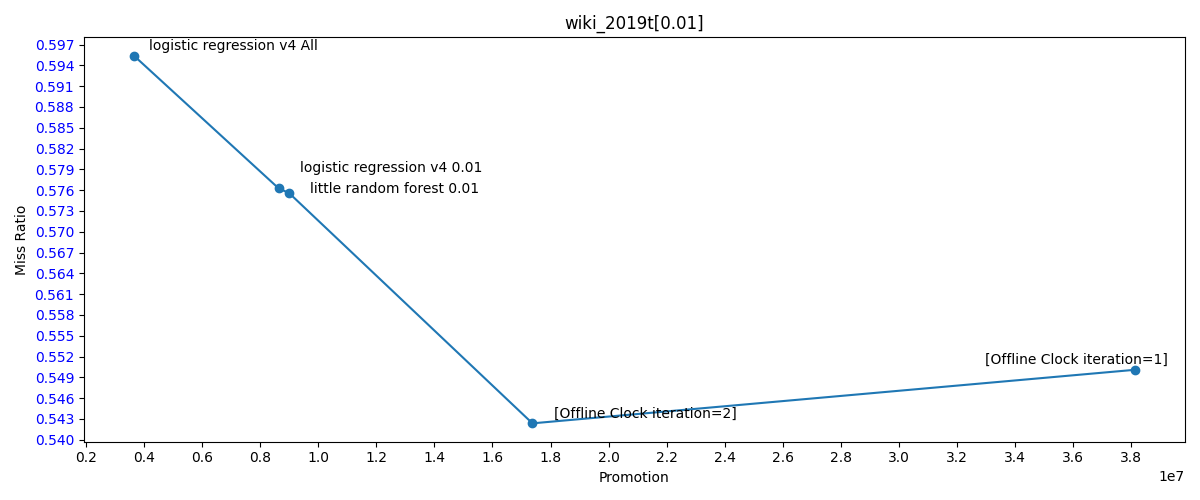 wiki_2019t[0.01]
0.597
0.594
0.591
0.588
0.585
0.582
0.579
0.576
0.573
0.570
0.567
0.564
0.561
0.558
0.555
0.552
0.549
0.546
0.543
0.540
Miss Ratio
logistic regression v4 All
logistic regression v4 0.01
little random forest 0.01
[Offline Clock iteration=1]
[Offline Clock iteration=2]
0.2 0.4 0.6 0.8 1.0 1.2 1.4 1.6 1.8 2.0 2.2 2.4 2.6 2.8 3.0 3.2 3.4 3.6 3.8
1e7
Promotion